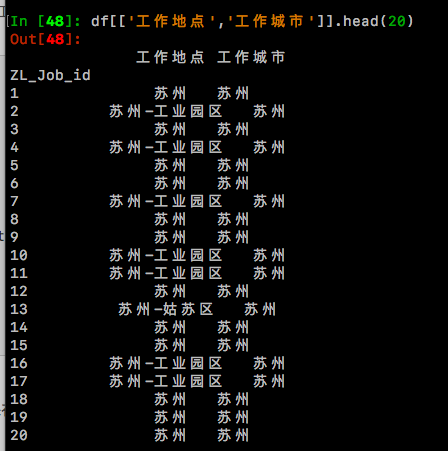 In [48]: df[['工作地点','工作城市']].head(20)
Out[48]:
工作地点 工作城市
ZL_Job_id
1 苏州 苏州
2 苏州-工业园区 苏州
3 苏州 苏州
4 苏州-工业园区 苏州
5 苏州 苏州
6 苏州 苏州
7 苏州-工业园区 苏州
8 苏州 苏州
9 苏州 苏州
10 苏州-工业园区 苏州
11 苏州-工业园区 苏州
12 苏州 苏州
13 苏州-姑苏区 苏州
14 苏州 苏州
15 苏州 苏州
16 苏州-工业园区 苏州
17 苏州-工业园区 苏州
18 苏州 苏州
19 苏州 苏州
20 苏州 苏州